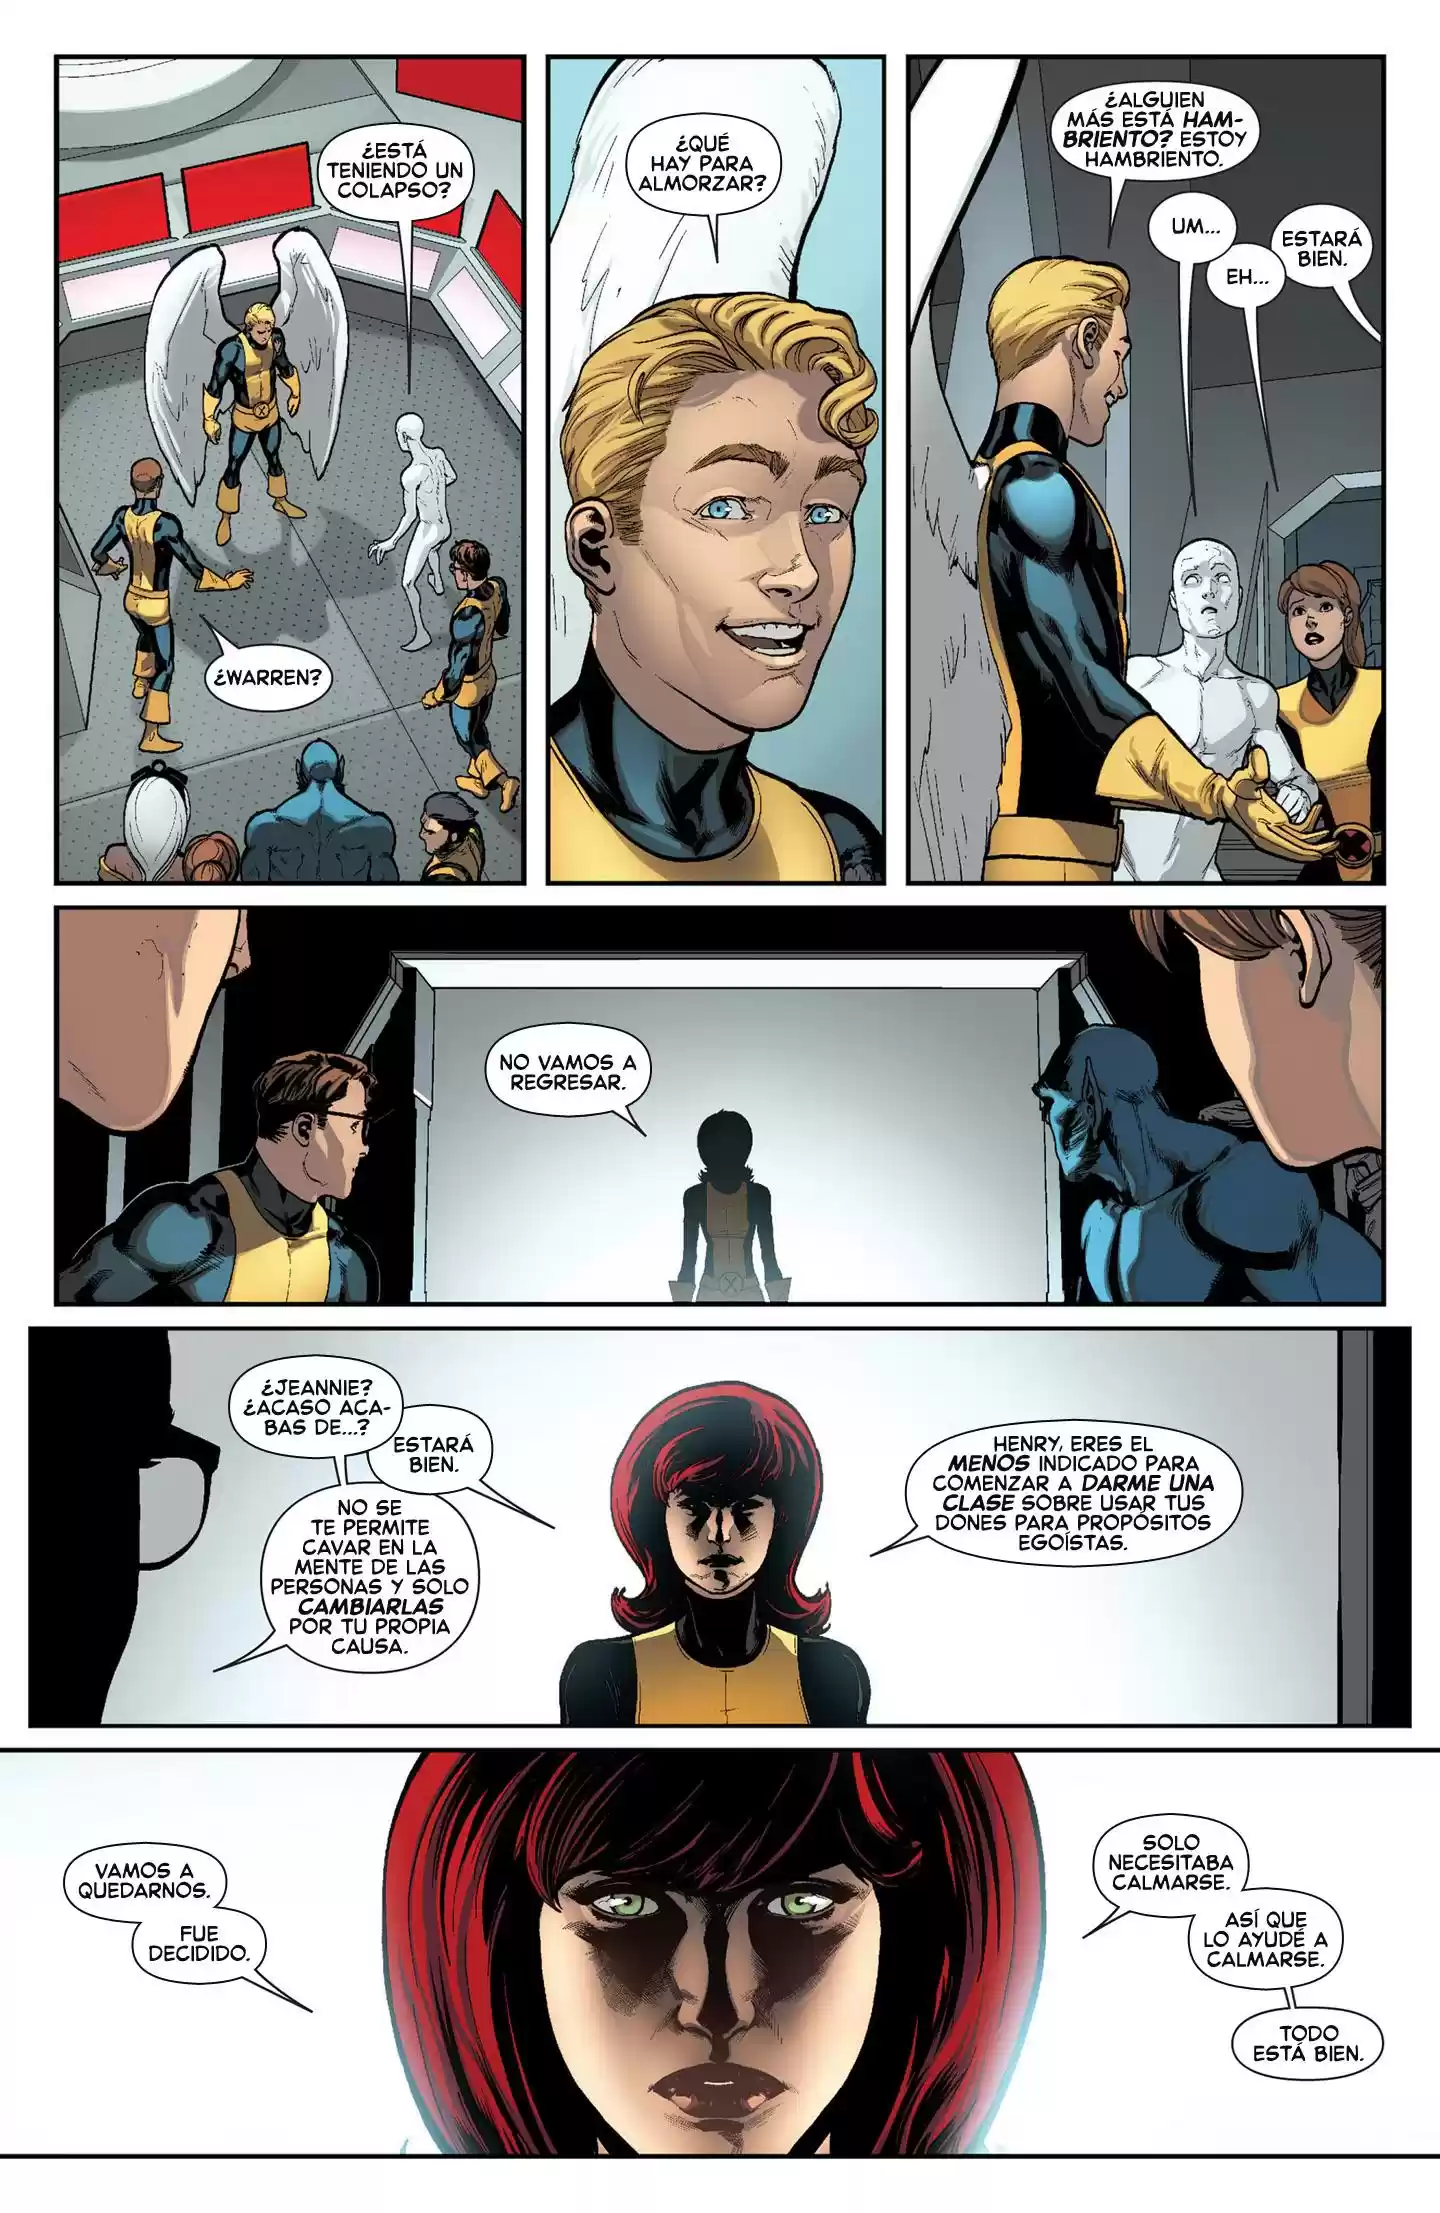 ¿ESTÁ
TENIENDO UN
COLAPSO?
¿WARREN?
¿QUÉ
HAY PARA
ALMORZAR?
¿ALGUIEN
MÁS ESTÁ HAM-
BRIENTO? ESTOY
HAMBRIENTO.
UM...
EH...
ESTARÁ
BIEN.
NO VAMOS A
REGRESAR.
¿JEANNIE?
¿ACASO ACA-
BAS DE...?
ESTARÁ
BIEN.
NO SE
TE PERMITE
CAVAR EN LA
MENTE DE LAS
PERSONAS Y SOLO
CAMBIARLAS
POR TU PROPIA
CAUSA.
HENRY, ERES EL
MENOS INDICADO PARA
COMENZAR A DARME UNA
CLASE SOBRE USAR TUS
DONES PARA PROPÓSITOS
EGOÍSTAS.
VAMOS A
QUEDARNOS.
FUE
DECIDIDO.
SOLO
NECESITABA
CALMARSE.
ASÍ QUE
LO AYUDÉ A
CALMARSE.
TODO
ESTÁ BIEN.